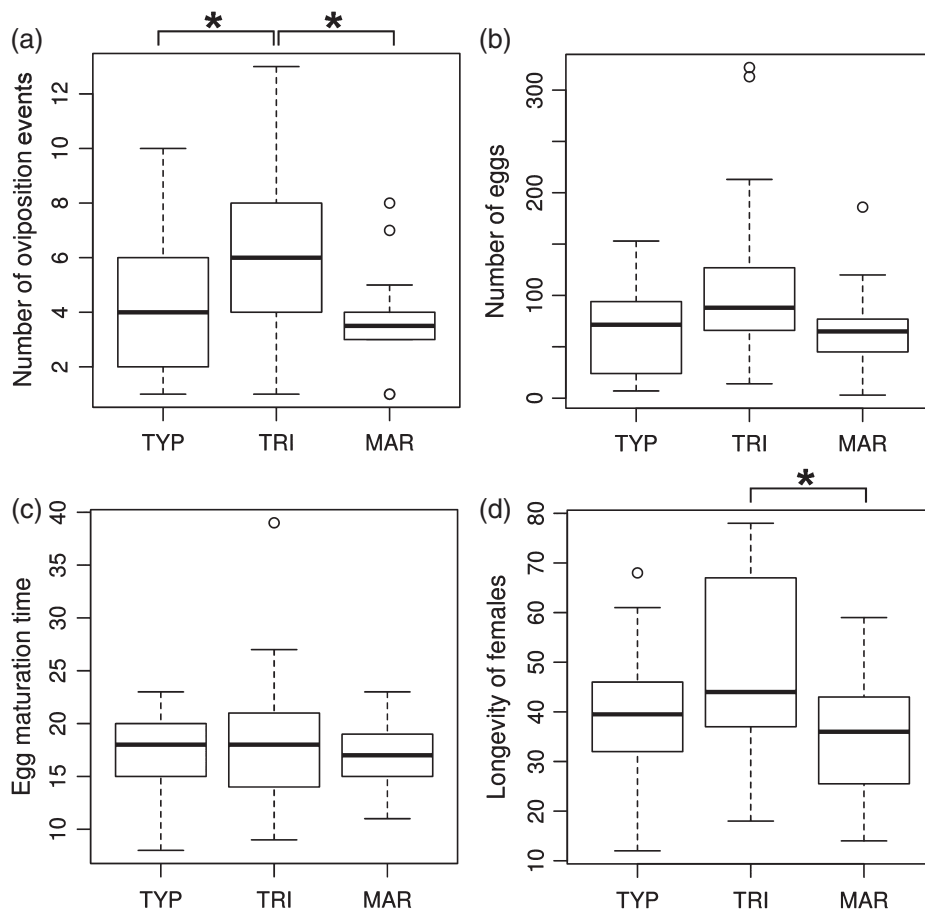 (a)
* *
Number of oviposition events
12
10
8
6
4
2
TYP TRI MAR
(b)
Number of eggs
300
200
100
0
TYP TRI MAR
(c)
Egg maturation time
40
35
30
25
20
15
10
TYP TRI MAR
(d)
*
Longevity of females
80
70
60
50
40
30
20
10
TYP TRI MAR